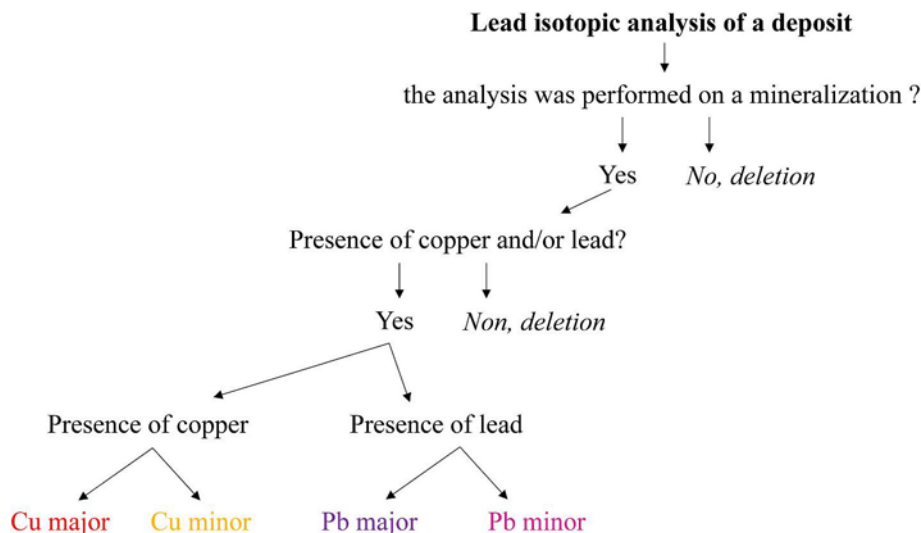 Lead isotopic analysis of a deposit
the analysis was performed on a mineralization ?
Yes
No, deletion
Presence of copper and/or lead?
Yes
Non, deletion
Presence of copper
Presence of lead
Cu major
Cu minor
Pb major
Pb minor